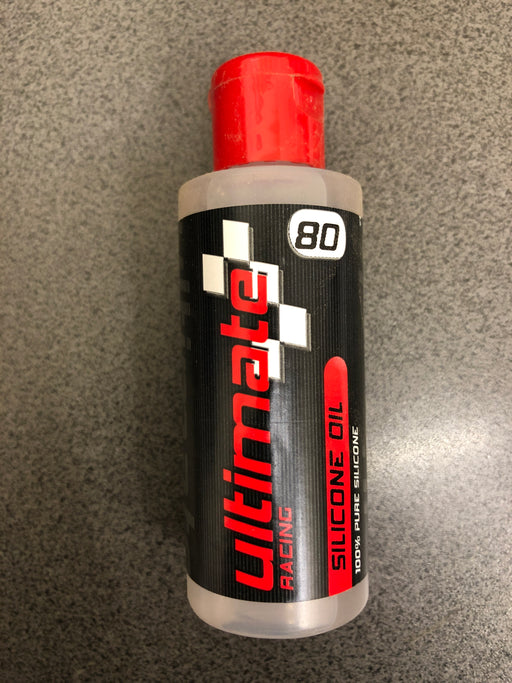 80
ultimate
RACING
SILICONE OIL
100% PURE SILICONE